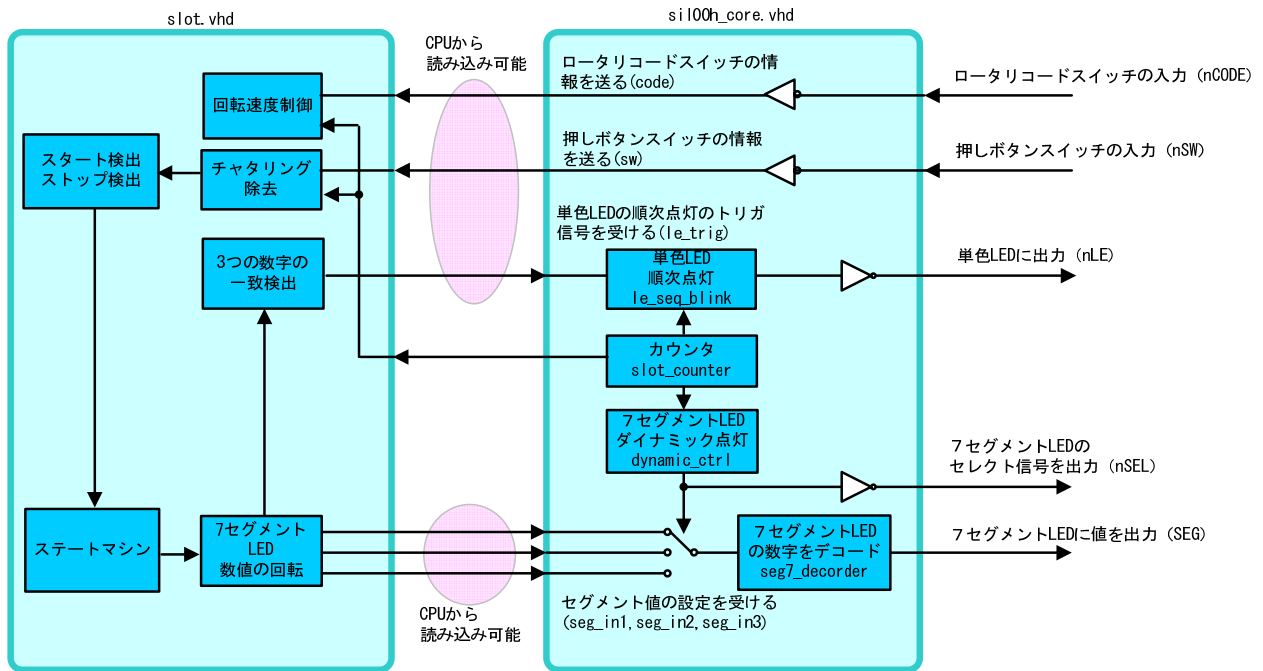 slot.vhd
sil00h_core.vhd
CPUから
読み込み可能
ロータリコードスイッチの情
報を送る(code)
ロータリコードスイッチの入力 (nCODE)
回転速度制御
押しボタンスイッチの情報
を送る(sw)
押しボタンスイッチの入力 (nSW)
スタート検出
ストップ検出
チャタリング
除去
単色LEDの順次点灯のトリガ
信号を受ける(le_trig)
3つの数字の
一致検出
単色LED
順次点灯
le_seq_blink
単色LEDに出力 (nLE)
カウンタ
slot_counter
7セグメントLED
ダイナミック点灯
dynamic_ctrl
7セグメントLEDの
セレクト信号を出力 (nSEL)
ステートマシン
7セグメント
LED
数値の回転
7セグメントLED
の数字をデコード
seg7_decorder
7セグメントLEDに値を出力 (SEG)
CPUから
読み込み可能
セグメント値の設定を受ける
(seg_in1,seg_in2,seg_in3)